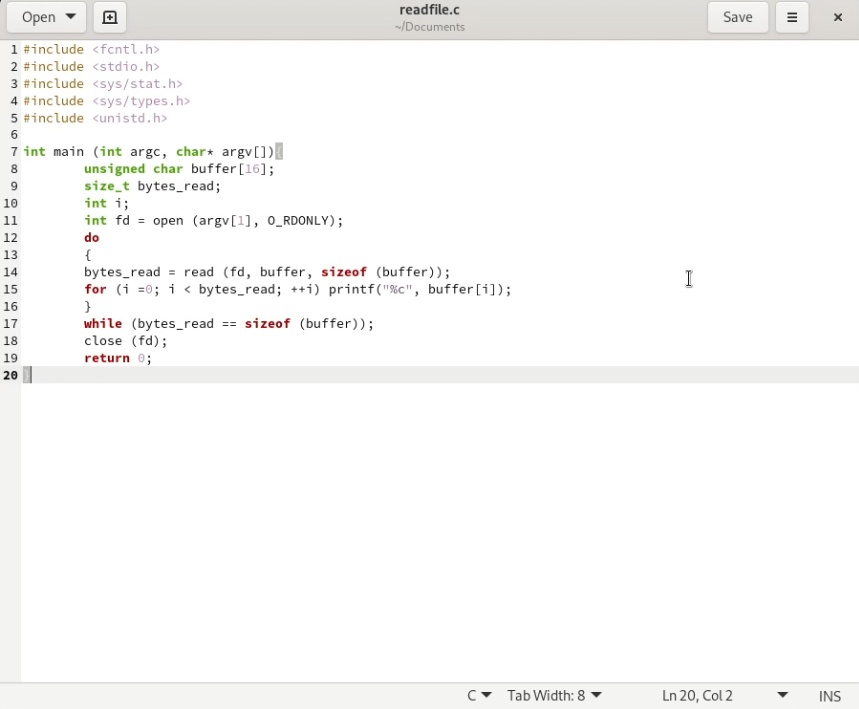 Open
readfile.c
~/Documents
Save
1 #include <fcntl.h>
2 #include <stdio.h>
3 #include <sys/stat.h>
4 #include <sys/types.h>
5 #include <unistd.h>
6
7 int main (int argc, char* argv[]){
8         unsigned char buffer[16];
9         size_t bytes_read;
10         int i;
11         int fd = open (argv[1], O_RDONLY);
12         do
13         {
14         bytes_read = read (fd, buffer, sizeof (buffer));
15         for (i =0; i < bytes_read; ++i) printf("%c", buffer[i]);
16         }
17         while (bytes_read == sizeof (buffer));
18         close (fd);
19         return 0;
20 }
C Tab Width: 8 Ln 20, Col 2 INS